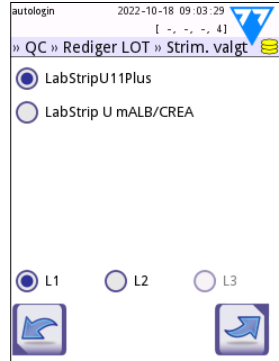 autologin 2022-10-18 09:03:29
[ -, -, -, 4]
» QC » Rediger LOT » Strim. valgt
LabStripU11Plus
LabStrip U mALB/CREA
L1 L2 L3